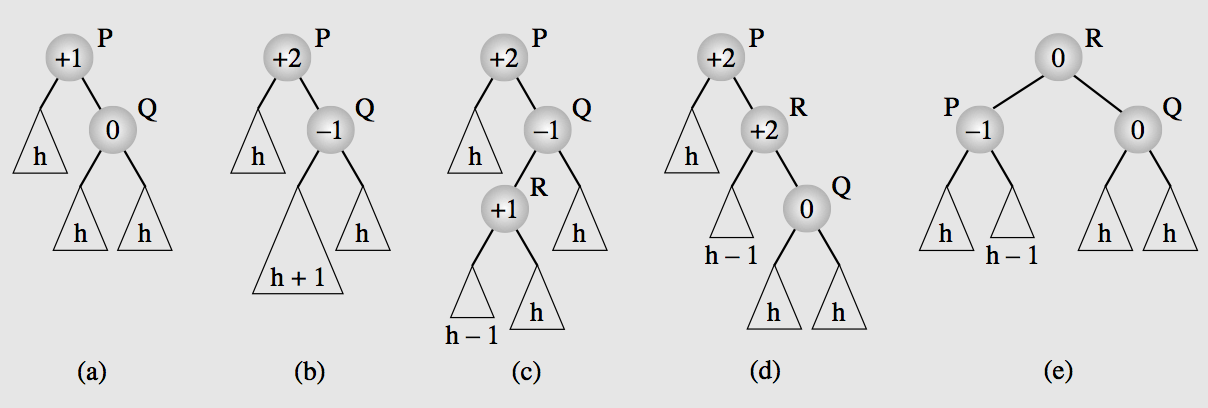 P
+1
Q
0
h
h
h
(a)
P
+2
Q
–1
h
h
h + 1
(b)
P
+2
Q
–1
h
R
+1
h
h – 1
h
(c)
P
+2
R
+2
h
Q
0
h – 1
h
h
(d)
R
0
P
–1
Q
0
h
h – 1
h
h
(e)